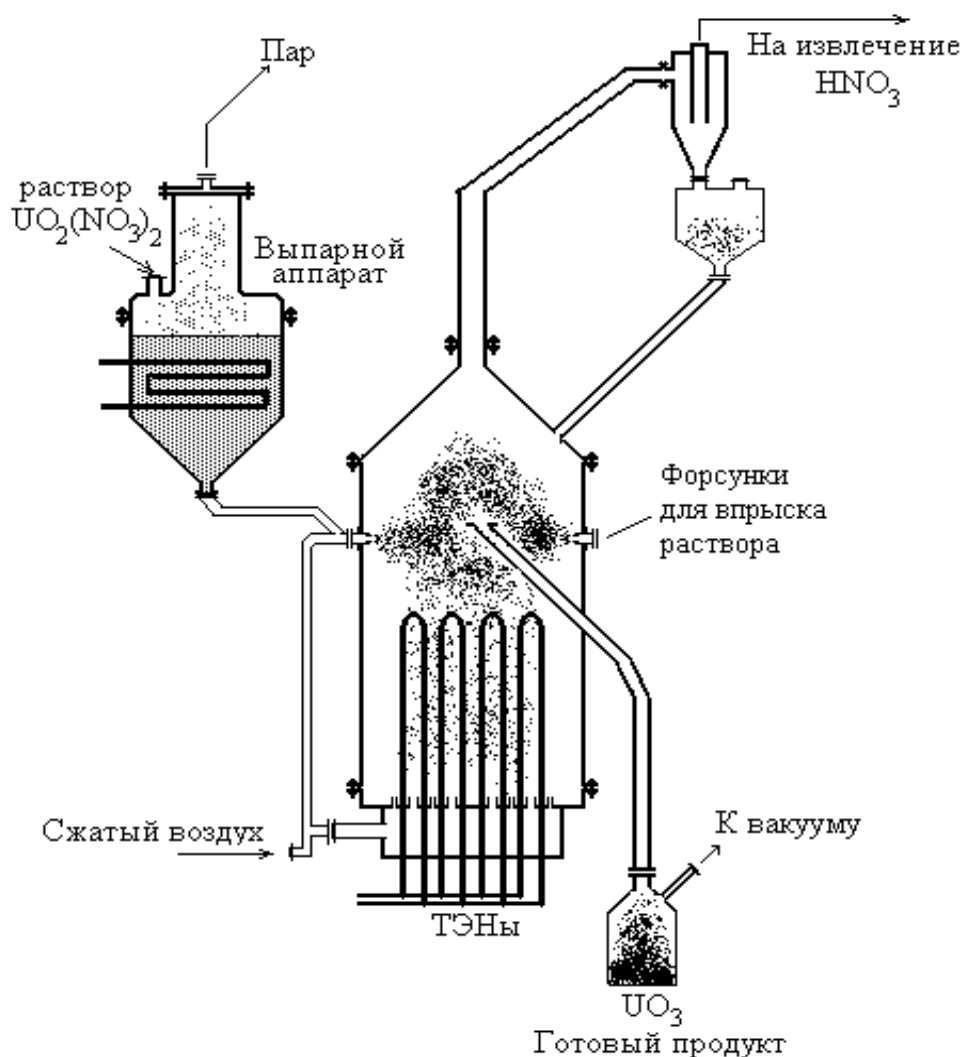 Пар
На извлечение
HNO₃
раствор
UO₂(NO₃)₂
Выпарной
аппарат
Форсунки
для впрыска
раствора
Сжатый воздух
К вакууму
ТЭНы
UO₃
Готовый продукт